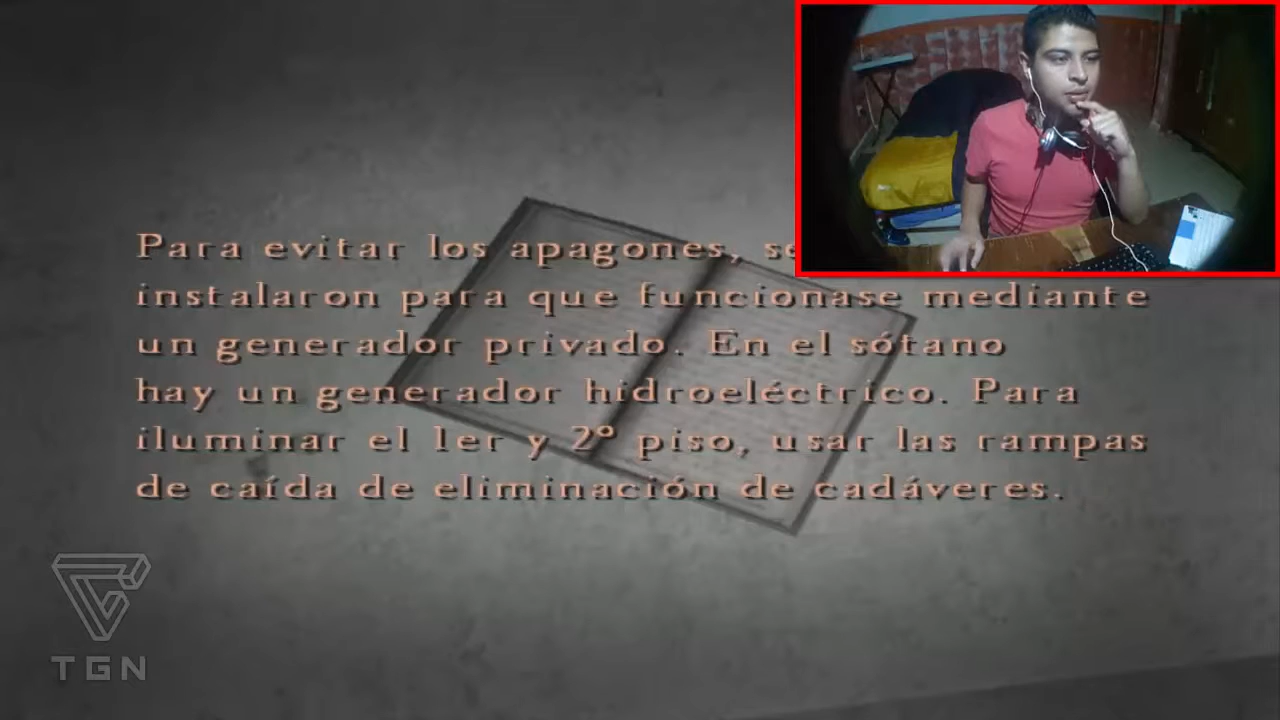 Para evitar los apagones,
instalaron para que funcionase mediante
un generador privado. En el sótano
hay un generador hidroeléctrico. Para
iluminar el 1er y 2º piso, usar las rampas
de caída de eliminación de cadáveres.
TGN